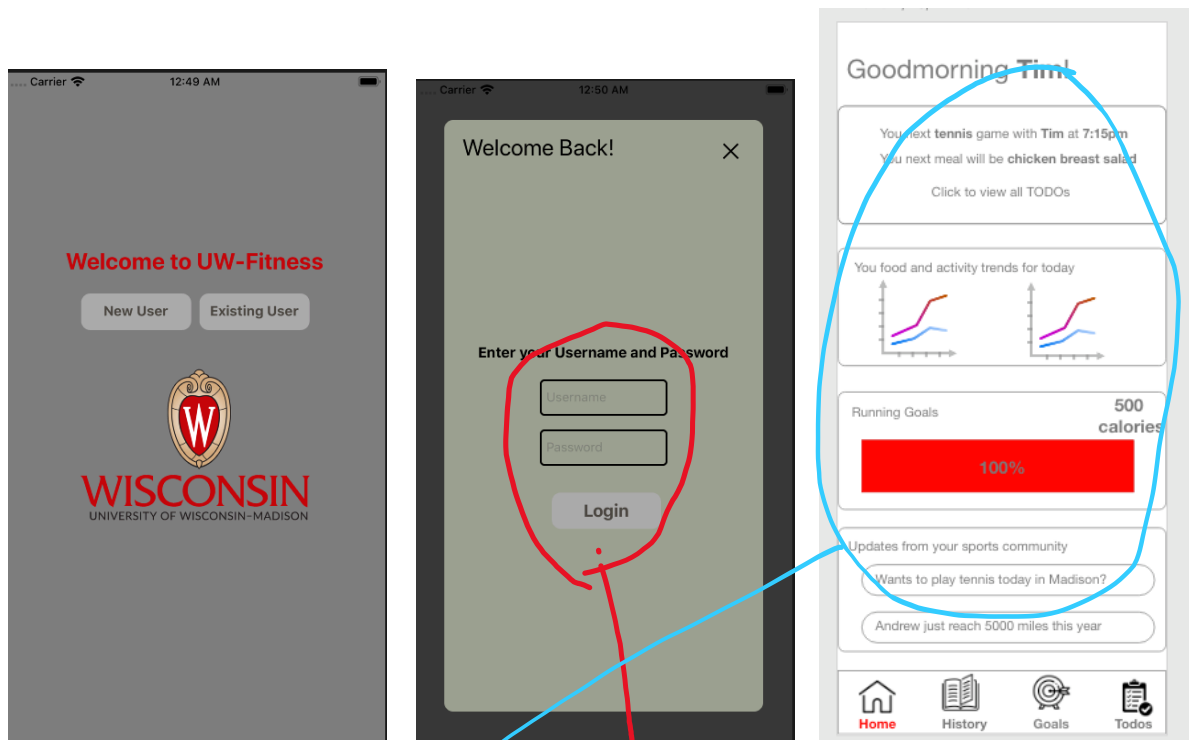 Carrier 12:49 AM
Welcome to UW-Fitness
New User Existing User
W
WISCONSIN
UNIVERSITY OF WISCONSIN-MADISON
Carrier 12:50 AM
Welcome Back! ×
Enter your Username and Password
Username
Password
Login
Goodmorning Tim!
You next tennis game with Tim at 7:15pm
You next meal will be chicken breast salad
Click to view all TODOs
You food and activity trends for today
Running Goals 500 calories
100%
Updates from your sports community
Wants to play tennis today in Madison?
Andrew just reach 5000 miles this year
Home History Goals Todos